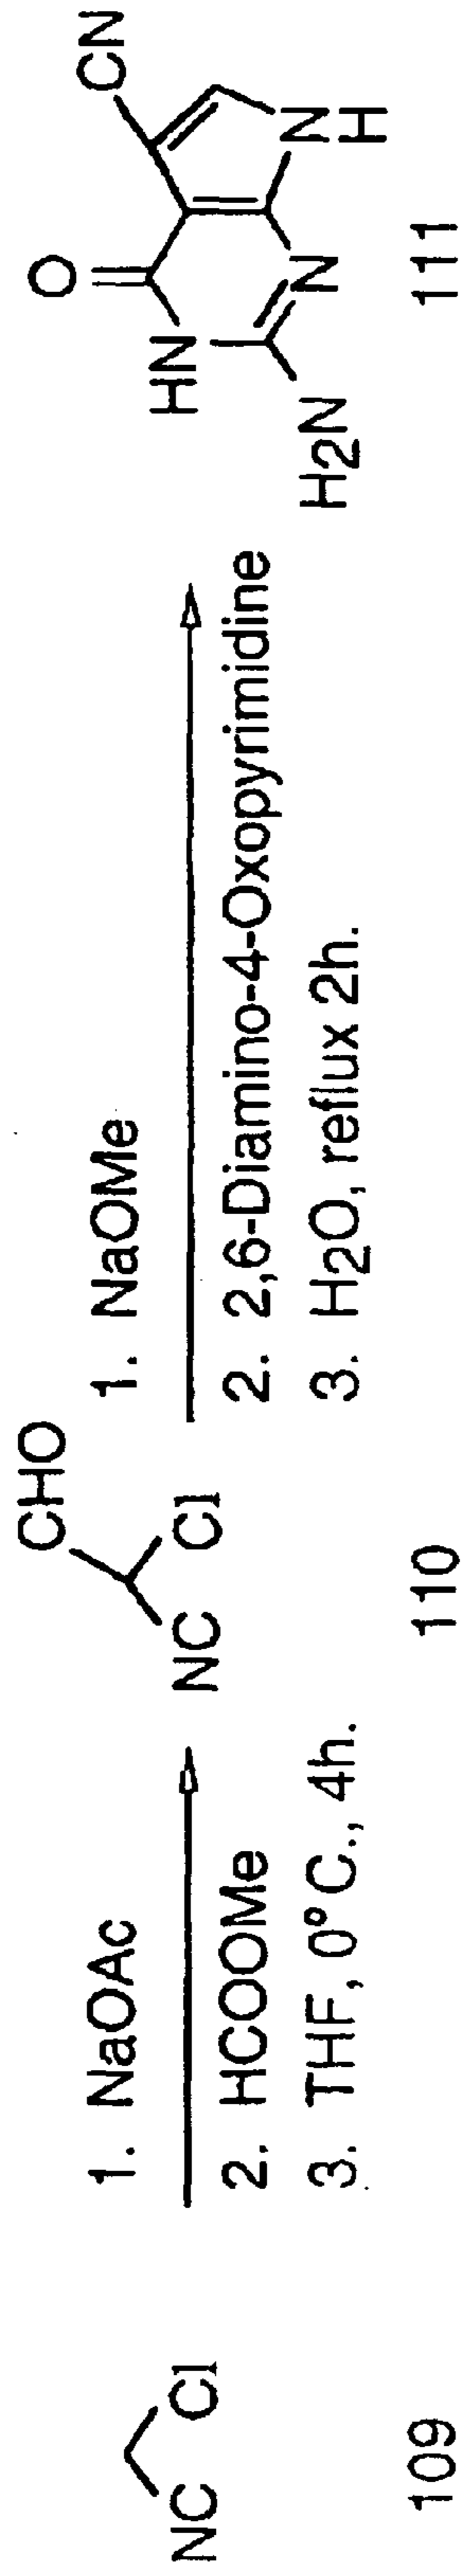 NC Cl
109
1. NaOAc
2. HCOOMe
3. THF, 0° C., 4h.
CHO
NC Cl
110
1. NaOMe
2. 2,6-Diamino-4-Oxopyrimidine
3. H2O, reflux 2h.
O
CN
HN
N
N
H
H2N
111